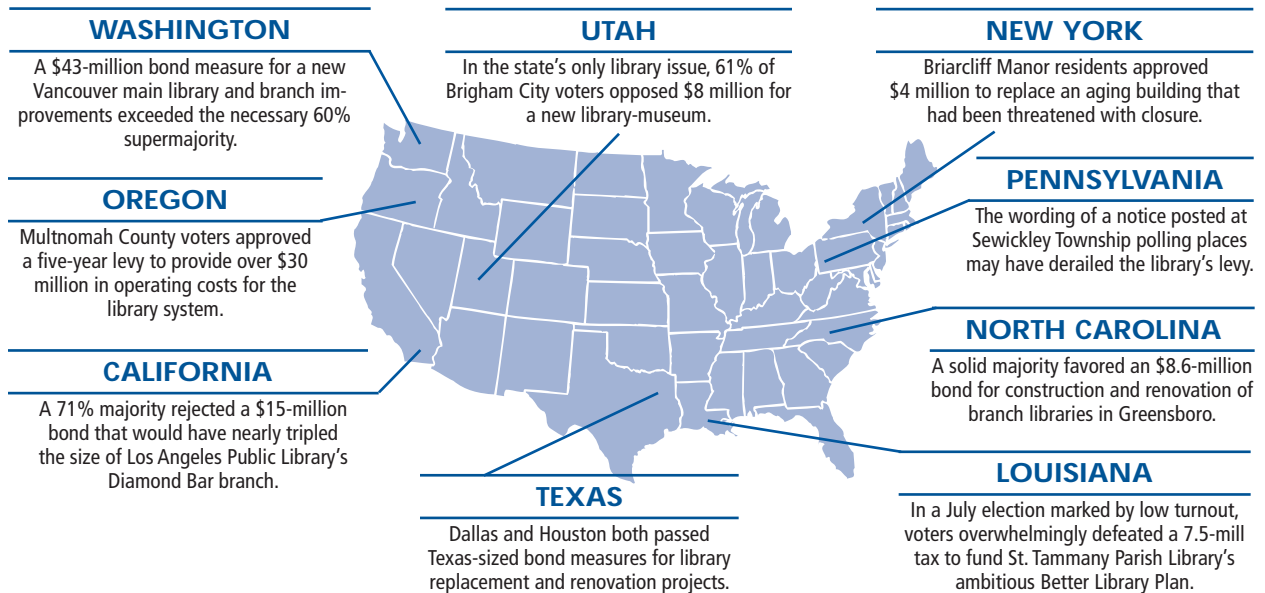 WASHINGTON
A $43-million bond measure for a new
Vancouver main library and branch im-
provements exceeded the necessary 60%
supermajority.
OREGON
Multnomah County voters approved
a five-year levy to provide over $30
million in operating costs for the
library system.
CALIFORNIA
A 71% majority rejected a $15-million
bond that would have nearly tripled
the size of Los Angeles Public Library’s
Diamond Bar branch.
UTAH
In the state’s only library issue, 61% of
Brigham City voters opposed $8 million for
a new library-museum.
TEXAS
Dallas and Houston both passed
Texas-sized bond measures for library
replacement and renovation projects.
NEW YORK
Briarcliff Manor residents approved
$4 million to replace an aging building that
had been threatened with closure.
PENNSYLVANIA
The wording of a notice posted at
Sewickley Township polling places
may have derailed the library’s levy.
NORTH CAROLINA
A solid majority favored an $8.6-million
bond for construction and renovation of
branch libraries in Greensboro.
LOUISIANA
In a July election marked by low turnout,
voters overwhelmingly defeated a 7.5-mill
tax to fund St. Tammany Parish Library’s
ambitious Better Library Plan.